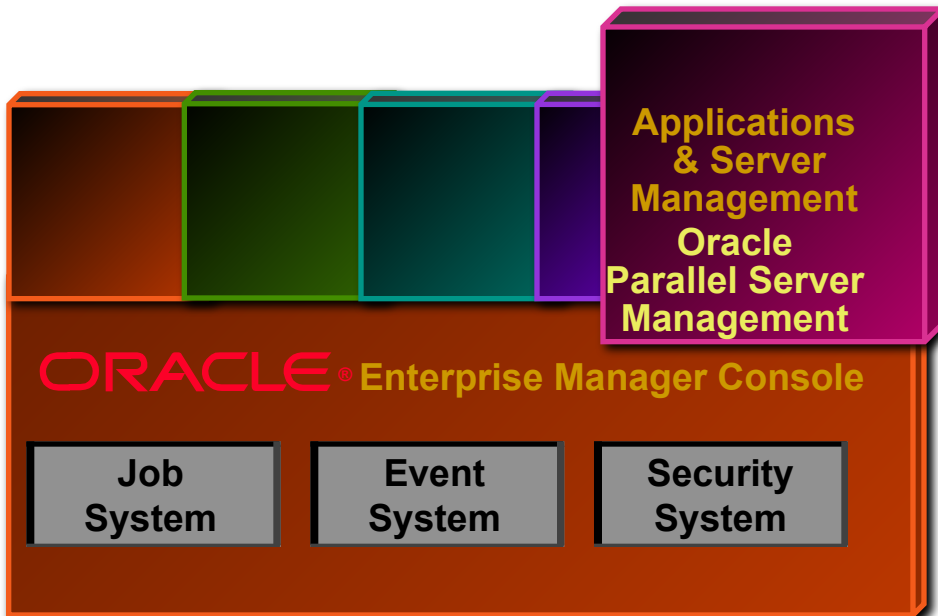 Applications
& Server
Management
Oracle
Parallel Server
Management
ORACLE® Enterprise Manager Console
Job
System
Event
System
Security
System